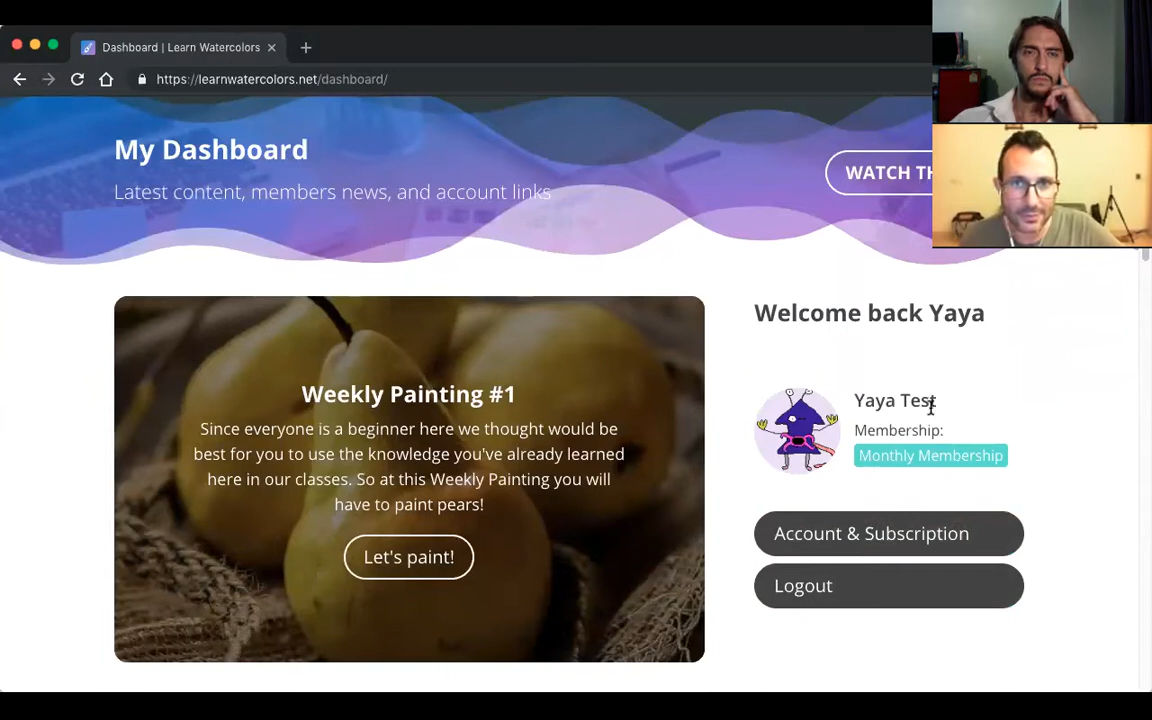 Dashboard | Learn Watercolors
https://learnwatercolors.net/dashboard/
My Dashboard
Latest content, members news, and account links
WATCH TH
Weekly Painting #1
Since everyone is a beginner here we thought would be
best for you to use the knowledge you've already learned
here in our classes. So at this Weekly Painting you will
have to paint pears!
Let's paint!
Welcome back Yaya
Yaya Test
Membership:
Monthly Membership
Account & Subscription
Logout